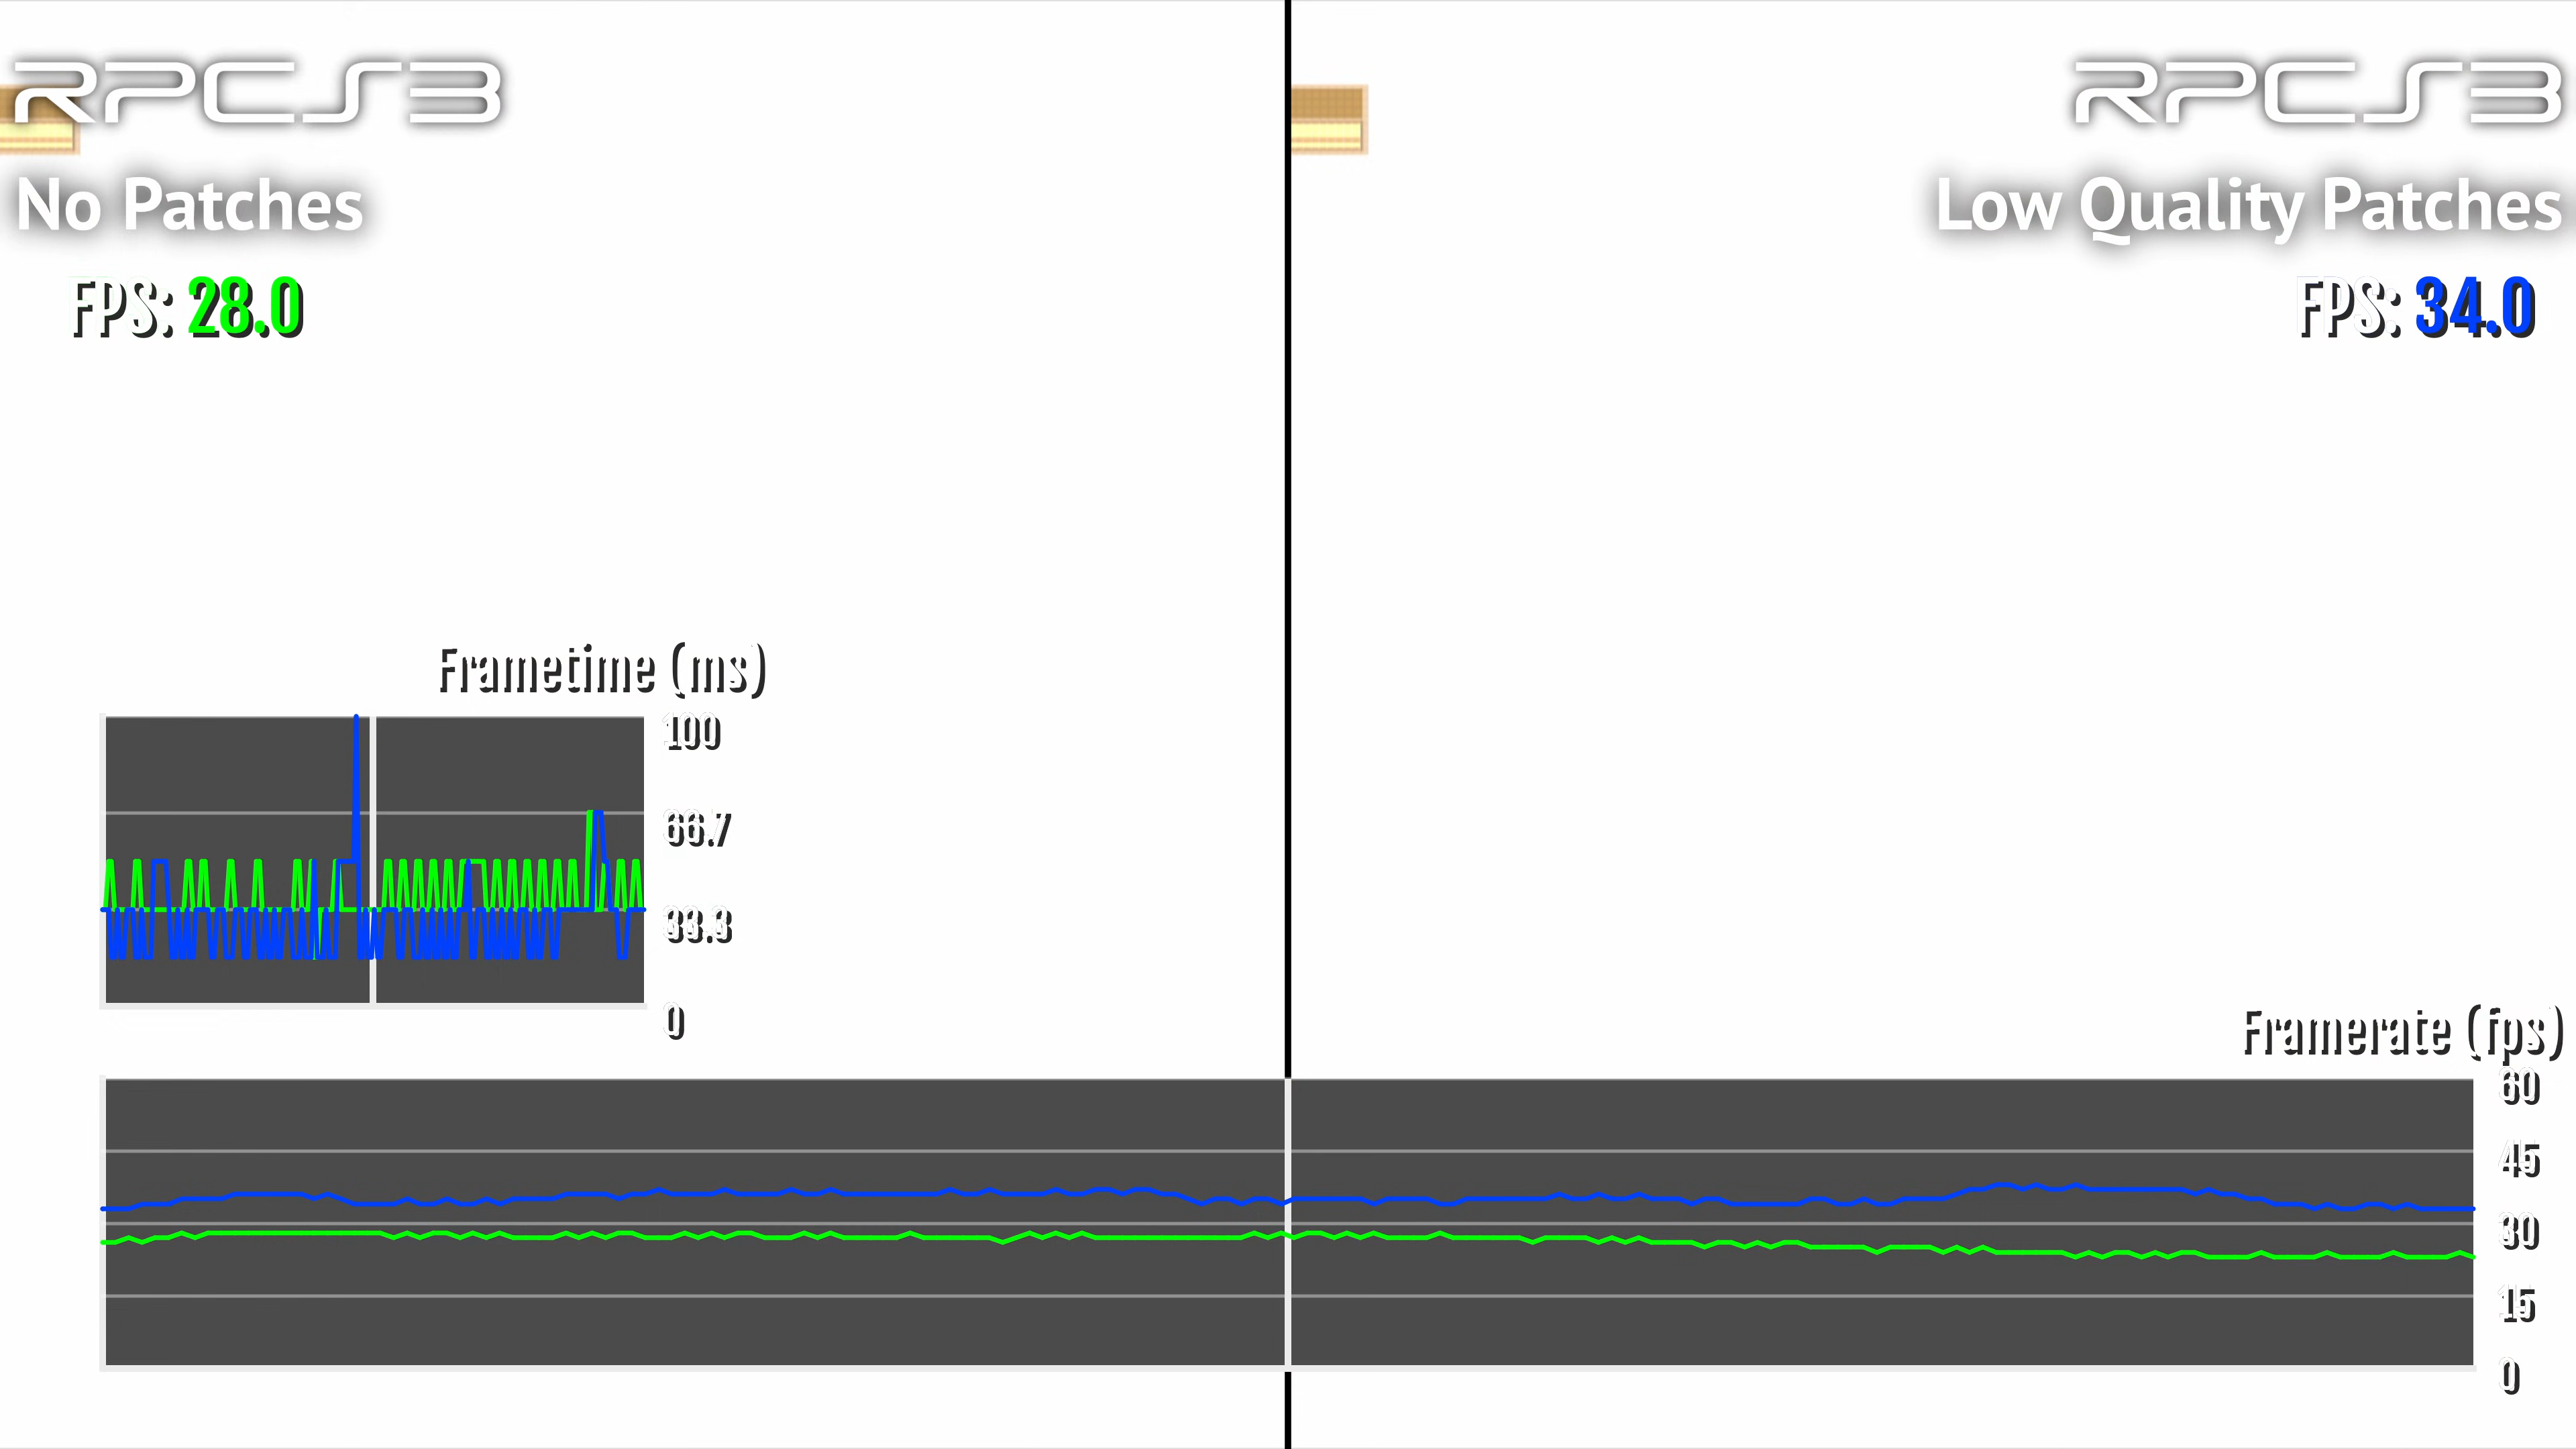 RPCS3
No Patches
FPS: 28.0
RPCS3
Low Quality Patches
FPS: 34.0
Frametime (ms)
100
66.7
33.3
0
Framerate (fps)
60
45
30
15
0